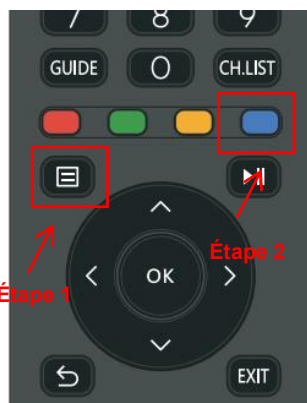 7 8 9
GUIDE 0 CH.LIST
Étape 2
OK
Étape 1
EXIT